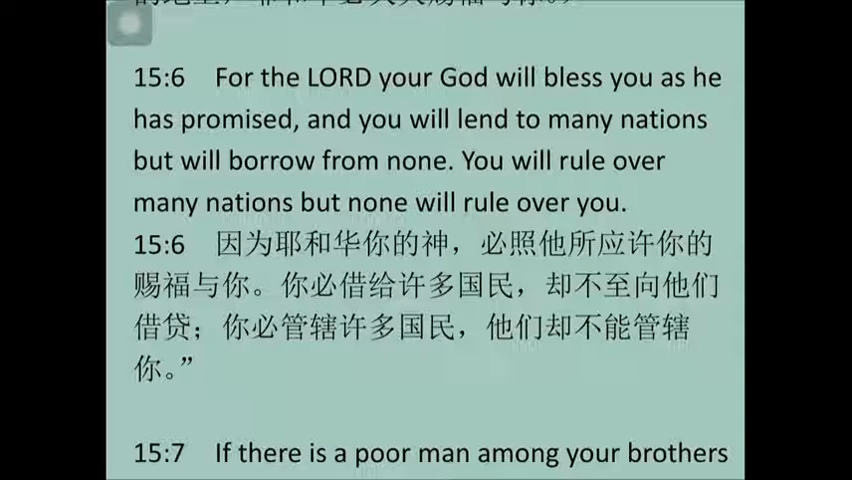 15:6 For the LORD your God will bless you as he
has promised, and you will lend to many nations
but will borrow from none. You will rule over
many nations but none will rule over you.
15:6 因为耶和华你的神，必照他所应许你的
赐福与你。你必借给许多国民，却不至向他们
借贷；你必管辖许多国民，他们却不能管辖
你。”
15:7 If there is a poor man among your brothers